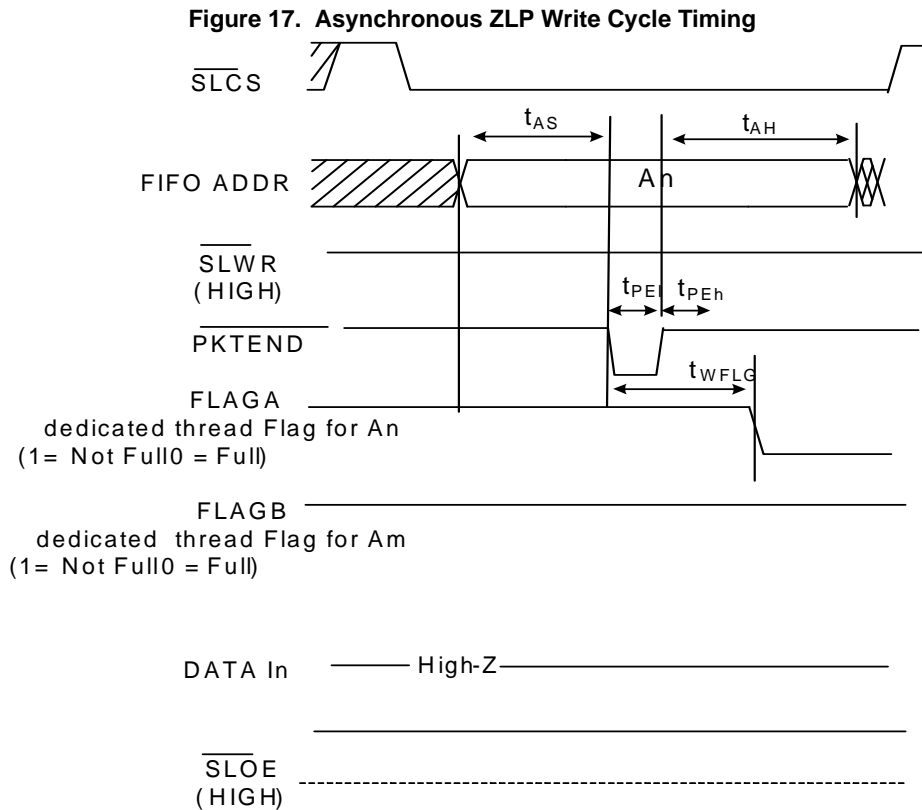 Figure 17. Asynchronous ZLP Write Cycle Timing
SLCS
tAS
tAH
FIFO ADDR
An
SLWR
(HIGH)
tPEl
tPEh
PKTEND
tWFLG
FLAGA
dedicated thread Flag for An
(1= Not Full0 = Full)
FLAGB
dedicated thread Flag for Am
(1= Not Full0 = Full)
DATA In
High-Z
SLOE
(HIGH)